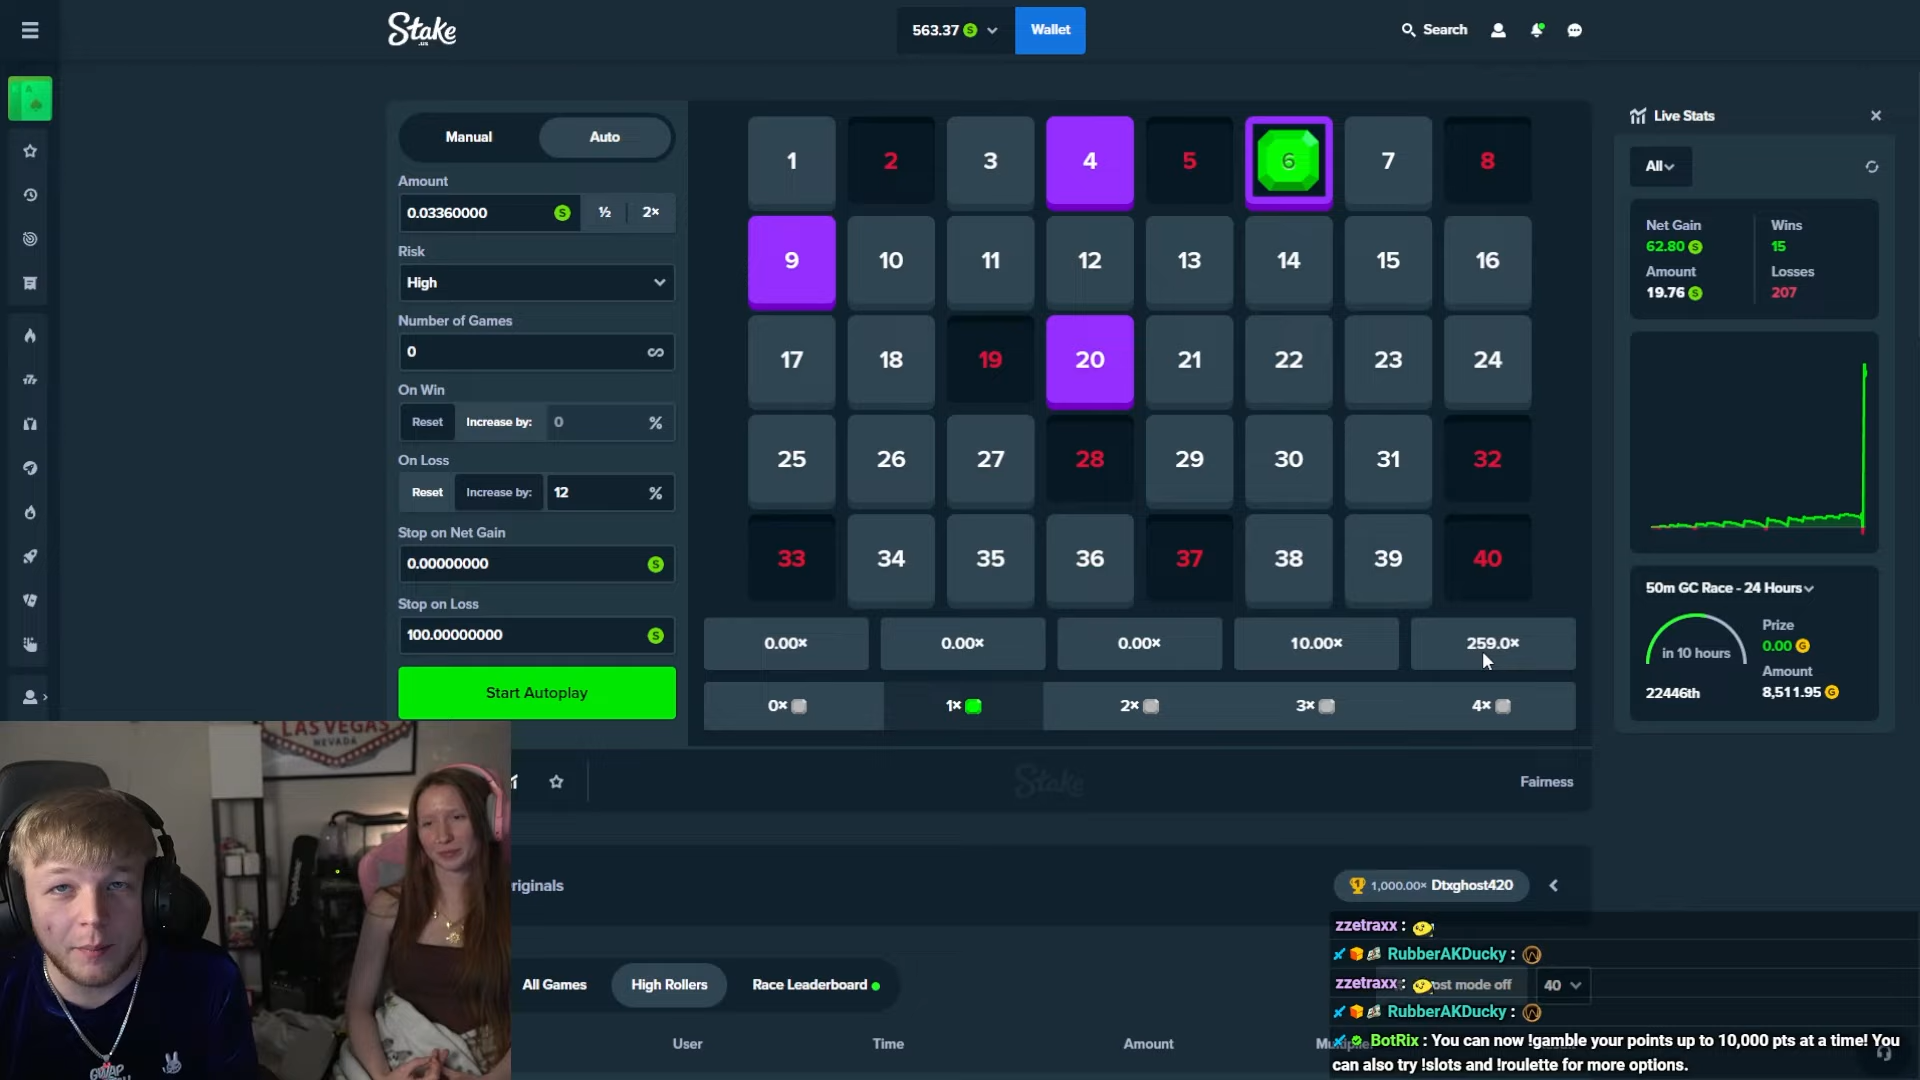 Stake
.us
563.37
Wallet
Search
Manual
Auto
Amount
0.03360000
½
2×
Risk
High
Number of Games
0
∞
On Win
Reset
Increase by:
0
%
On Loss
Reset
Increase by:
12
%
Stop on Net Gain
0.00000000
Stop on Loss
100.00000000
Start Autoplay
1 2 3 4 5 6 7 8
9 10 11 12 13 14 15 16
17 18 19 20 21 22 23 24
25 26 27 28 29 30 31 32
33 34 35 36 37 38 39 40
0.00× 0.00× 0.00× 10.00× 259.0×
0× 1× 2× 3× 4×
Live Stats
All
Net Gain
62.80
Wins
15
Amount
19.76
Losses
207
50m GC Race - 24 Hours
in 10 hours
Prize
0.00
Amount
8,511.95
22446th
LAS VEGAS
NEVADA
Stake
Fairness
riginals
1,000.00× Dtxghost420
All Games
High Rollers
Race Leaderboard
ost mode off
40
User
Time
Amount
zzetraxx :
RubberAKDucky :
zzetraxx :
RubberAKDucky :
BotRix : You can now !gamble your points up to 10,000 pts at a time! You
can also try !slots and !roulette for more options.